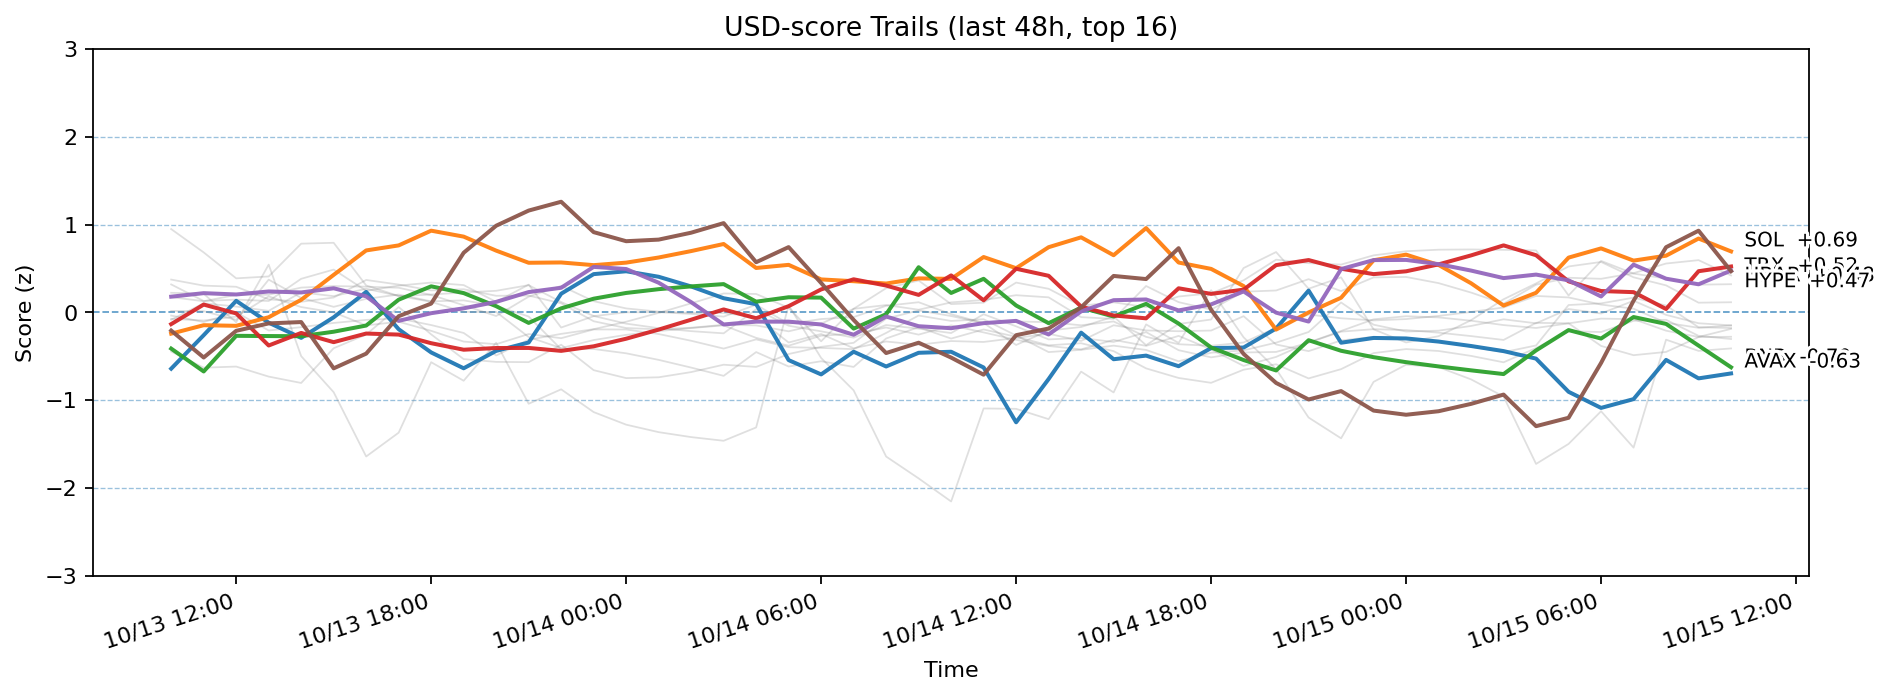 USD-score Trails (last 48h, top 16)
Score (z)
3
2
1
0
−1
−2
−3
SOL +0.69
TRX +0.52
HYPE +0.47
AVAX -0.63
10/13 12:00
10/13 18:00
10/14 00:00
10/14 06:00
10/14 12:00
10/14 18:00
10/15 00:00
10/15 06:00
10/15 12:00
Time